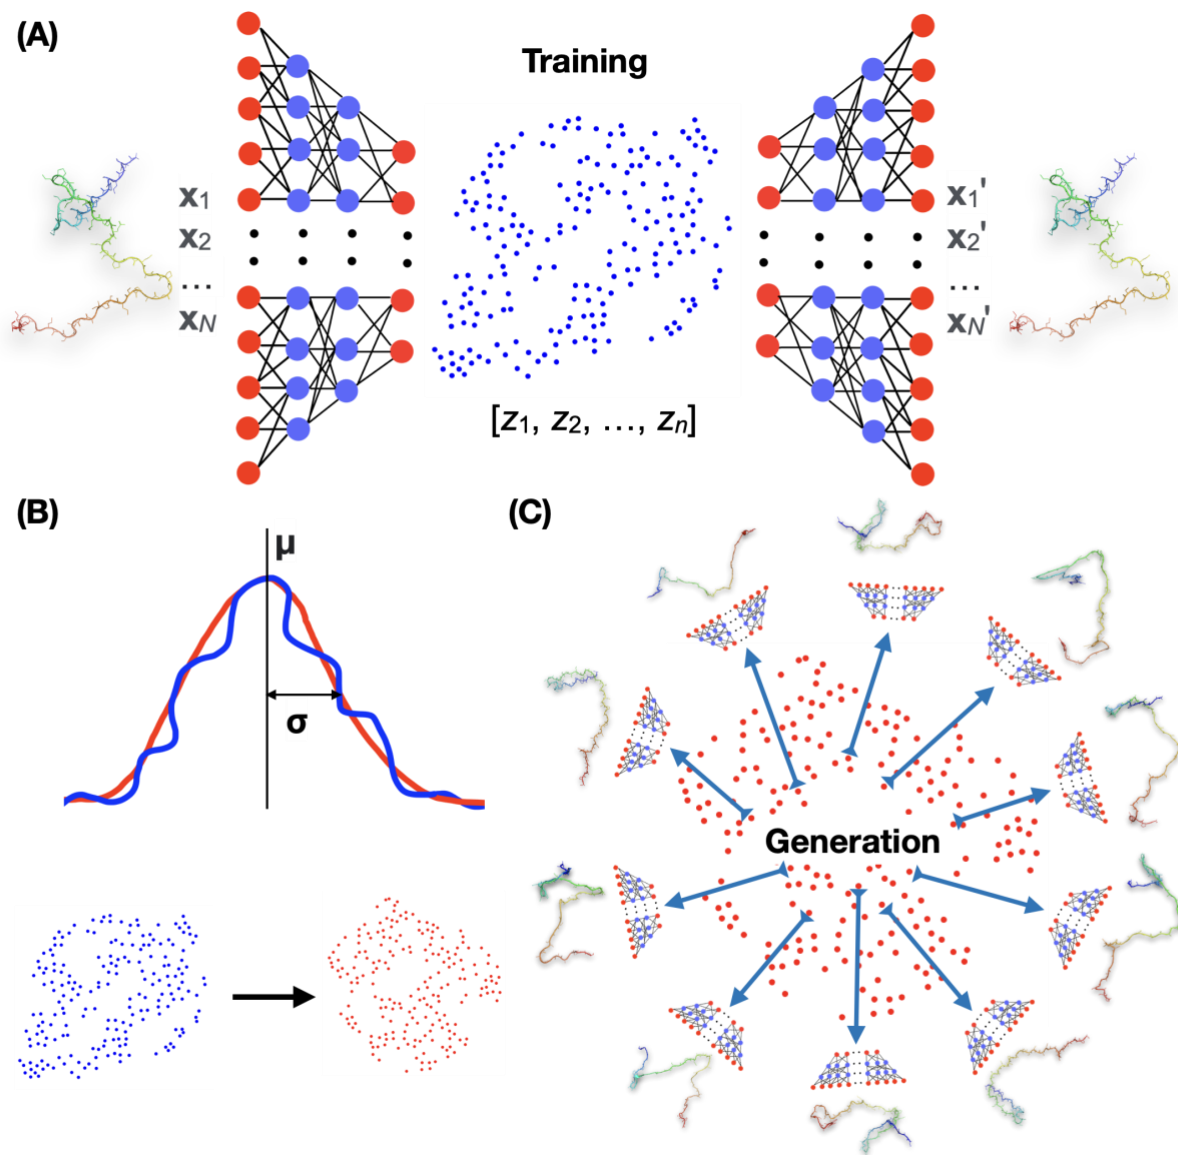 (A)
Training
x1
x2
...
xN
x1'
x2'
...
xN'
[z1, z2, ..., zn]
(B)
μ
σ
(C)
Generation